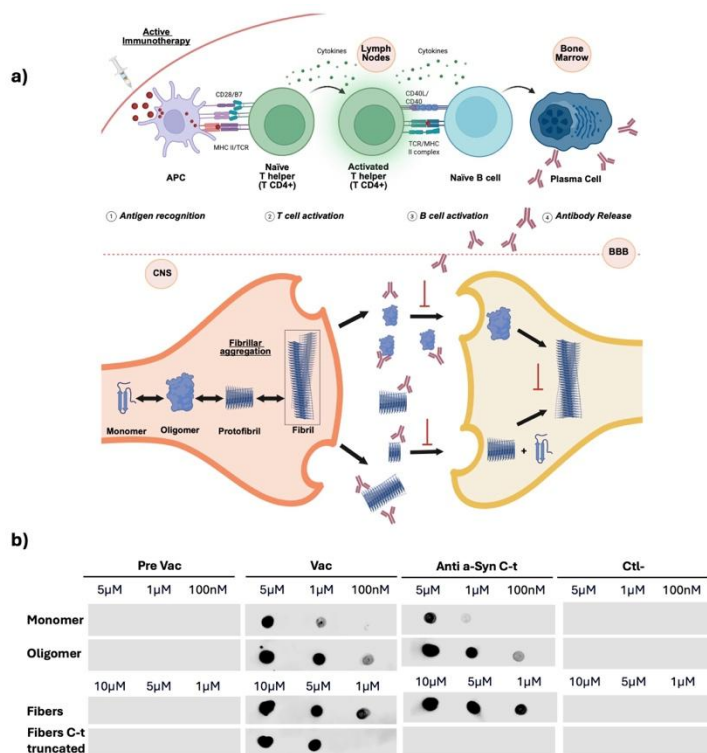 a)
Active
Immunotherapy
Cytokines
Lymph
Nodes
Cytokines
Bone
Marrow
CD28/B7
CD40L/
CD40
MHC II/TCR
TCR/MHC
II complex
APC
Naïve
T helper
(T CD4+)
Activated
T helper
(T CD4+)
Naïve B cell
Plasma Cell
1 Antigen recognition
2 T cell activation
3 B cell activation
4 Antibody Release
CNS
BBB
Fibrillar
aggregation
Monomer
Oligomer
Protofibril
Fibril
+
b)
Pre Vac Vac Anti a-Syn C-t Ctl-
5µM 1µM 100nM 5µM 1µM 100nM 5µM 1µM 100nM 5µM 1µM 100nM
Monomer
Oligomer
10µM 5µM 1µM 10µM 5µM 1µM 10µM 5µM 1µM 10µM 5µM 1µM
Fibers
Fibers C-t
truncated